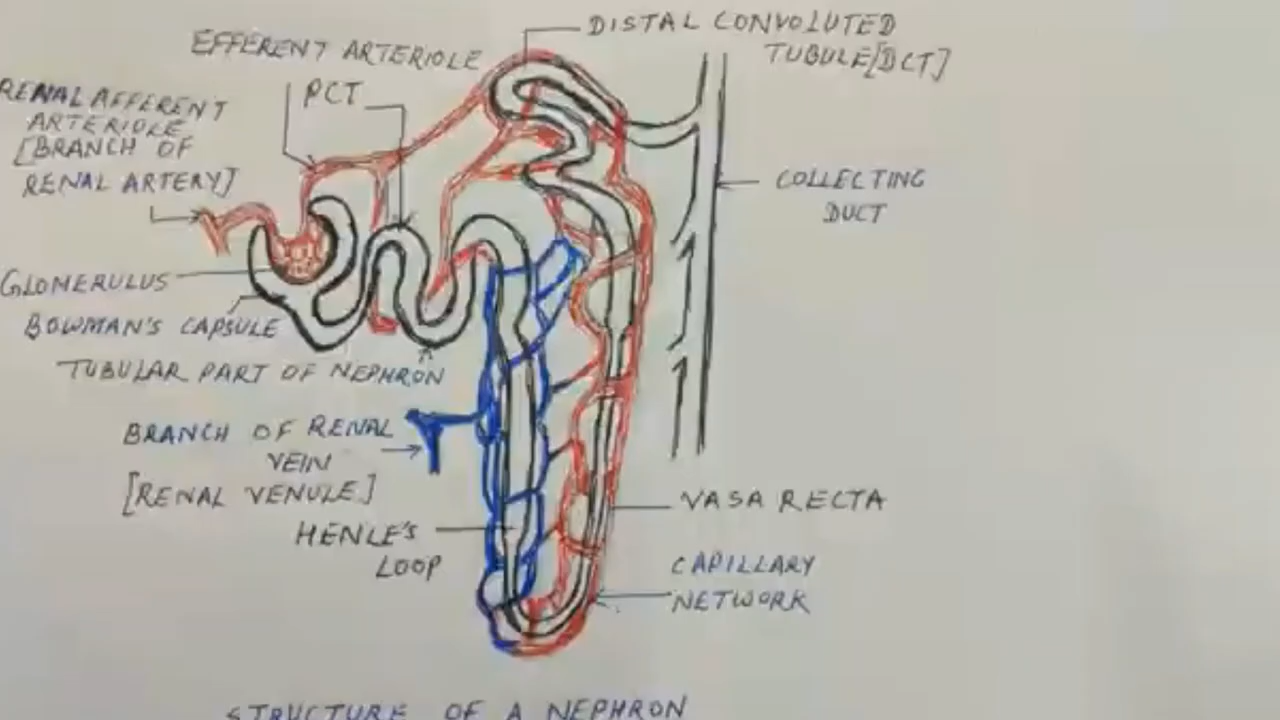 DISTAL CONVOLUTED
TUBULE[DCT]
EFFERENT ARTERIOLE
PCT
RENAL AFFERENT
ARTERIOLE
[BRANCH OF
RENAL ARTERY]
COLLECTING
DUCT
GLOMERULUS
BOWMAN'S CAPSULE
TUBULAR PART OF NEPHRON
BRANCH OF RENAL
VEIN
[RENAL VENULE]
HENLE'S
LOOP
VASA RECTA
CAPILLARY
NETWORK
STRUCTURE OF A NEPHRON